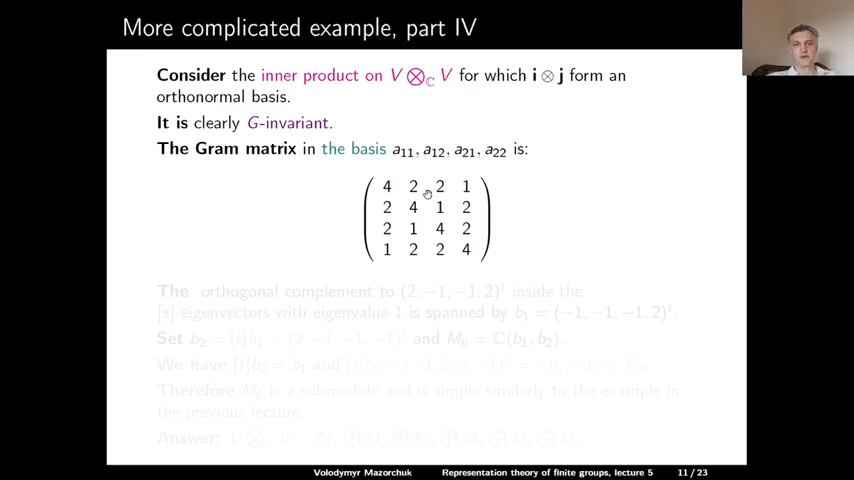 More complicated example, part IV
Consider the inner product on V ⊗_ℂ V for which i ⊗ j form an
orthonormal basis.
It is clearly G-invariant.
The Gram matrix in the basis a₁₁, a₁₂, a₂₁, a₂₂ is:
4 2 2 1
2 4 1 2
2 1 4 2
1 2 2 4
The orthogonal complement to (2, −1, −1, 2)ᵗ inside the
[s]-eigenvectors with eigenvalue 1 is spanned by b₁ = (−1, −1, −1, 2)ᵗ.
Set b₂ = [t]b₁ = (2, −1, −1, −1)ᵗ and M₆ = ℂ⟨b₁, b₂⟩.
We have [t]b₂ = b₁ and [s]b₂ = (−1, 2, 2, −1)ᵗ = −b₁ − b₂ ∈ M₆.
Therefore M₆ is a submodule and is simple similarly to the example in
the previous lecture.
Answer: V ⊗ V M₁ ⊕ M₂ ⊕ M₃ ⊕ M₄ ⊕ M₅ ⊕ M₆.
Volodymyr Mazorchuk Representation theory of finite groups, lecture 5 11 / 23